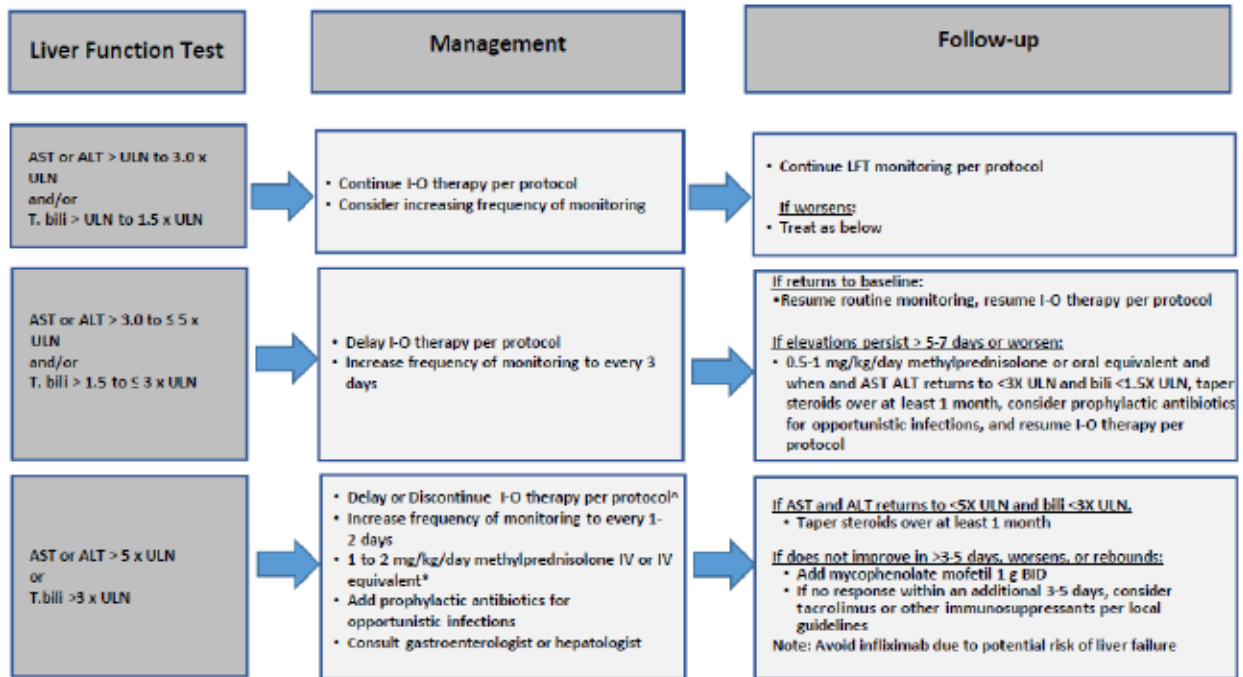 Liver Function Test
Management
Follow-up
AST or ALT > ULN to 3.0 x
ULN
and/or
T. bili > ULN to 1.5 x ULN
• Continue I-O therapy per protocol
• Consider increasing frequency of monitoring
• Continue LFT monitoring per protocol
If worsens:
• Treat as below
AST or ALT > 3.0 to ≤ 5 x
ULN
and/or
T. bili > 1.5 to ≤ 3 x ULN
• Delay I-O therapy per protocol
• Increase frequency of monitoring to every 3
days
If returns to baseline:
•Resume routine monitoring, resume I-O therapy per protocol
If elevations persist > 5-7 days or worsen:
• 0.5-1 mg/kg/day methylprednisolone or oral equivalent and
when and AST ALT returns to <3X ULN and bili <1.5X ULN, taper
steroids over at least 1 month, consider prophylactic antibiotics
for opportunistic infections, and resume I-O therapy per
protocol
AST or ALT > 5 x ULN
or
T.bili >3 x ULN
• Delay or Discontinue I-O therapy per protocol^
• Increase frequency of monitoring to every 1-
2 days
• 1 to 2 mg/kg/day methylprednisolone IV or IV
equivalent*
• Add prophylactic antibiotics for
opportunistic infections
• Consult gastroenterologist or hepatologist
If AST and ALT returns to <5X ULN and bili <3X ULN,
• Taper steroids over at least 1 month
If does not improve in >3-5 days, worsens, or rebounds:
• Add mycophenolate mofetil 1 g BID
• If no response within an additional 3-5 days, consider
tacrolimus or other immunosuppressants per local
guidelines
Note: Avoid infliximab due to potential risk of liver failure